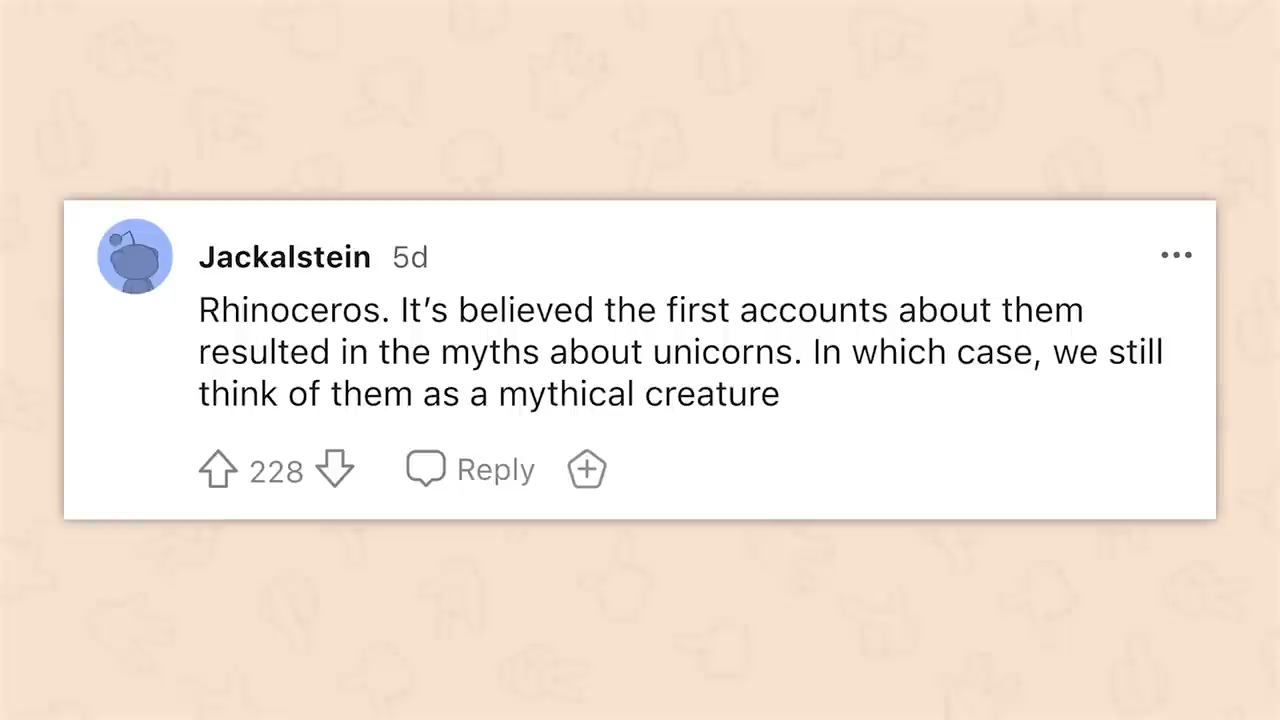 Jackalstein 5d
Rhinoceros. It’s believed the first accounts about them
resulted in the myths about unicorns. In which case, we still
think of them as a mythical creature
228 Reply